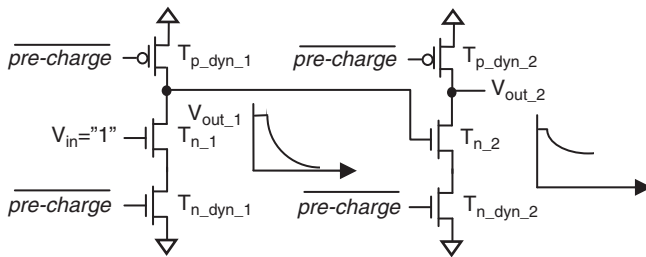 pre-charge
T_p_dyn_1
pre-charge
T_p_dyn_2
V_out_1
V_out_2
V_in="1"
T_n_1
T_n_2
pre-charge
T_n_dyn_1
pre-charge
T_n_dyn_2